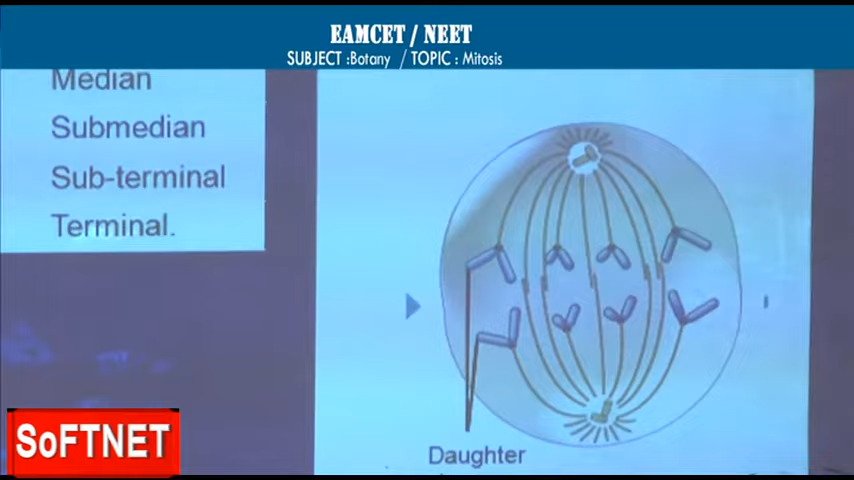 EAMCET / NEET
SUBJECT :Botany / TOPIC : Mitosis
Median
Submedian
Sub-terminal
Terminal.
Daughter
SoFTNET